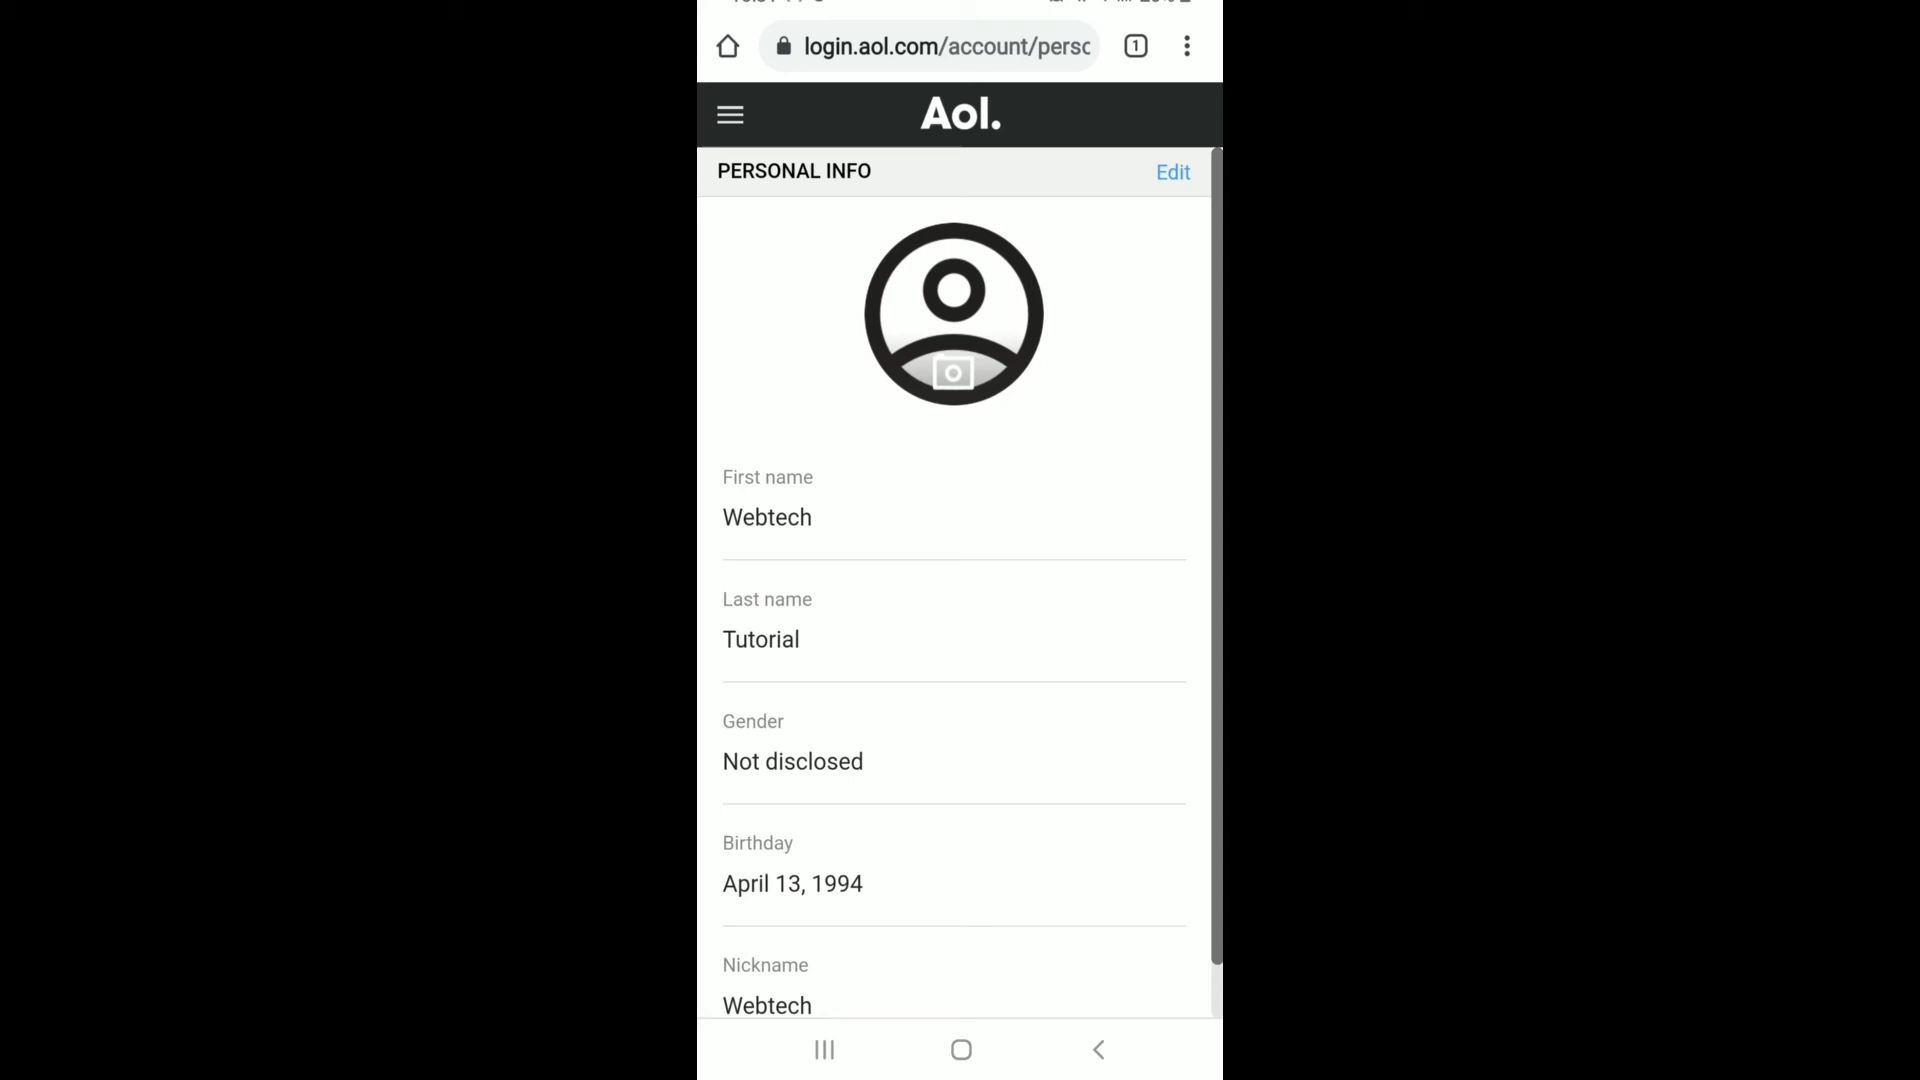 login.aol.com/account/perso
1
Aol.
PERSONAL INFO
Edit
First name
Webtech
Last name
Tutorial
Gender
Not disclosed
Birthday
April 13, 1994
Nickname
Webtech